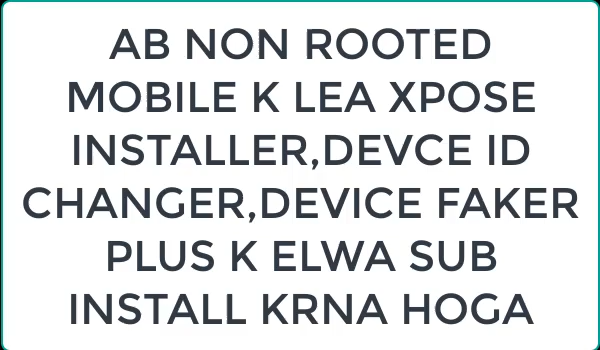 AB NON ROOTED
MOBILE K LEA XPOSE
INSTALLER,DEVCE ID
CHANGER,DEVICE FAKER
PLUS K ELWA SUB
INSTALL KRNA HOGA